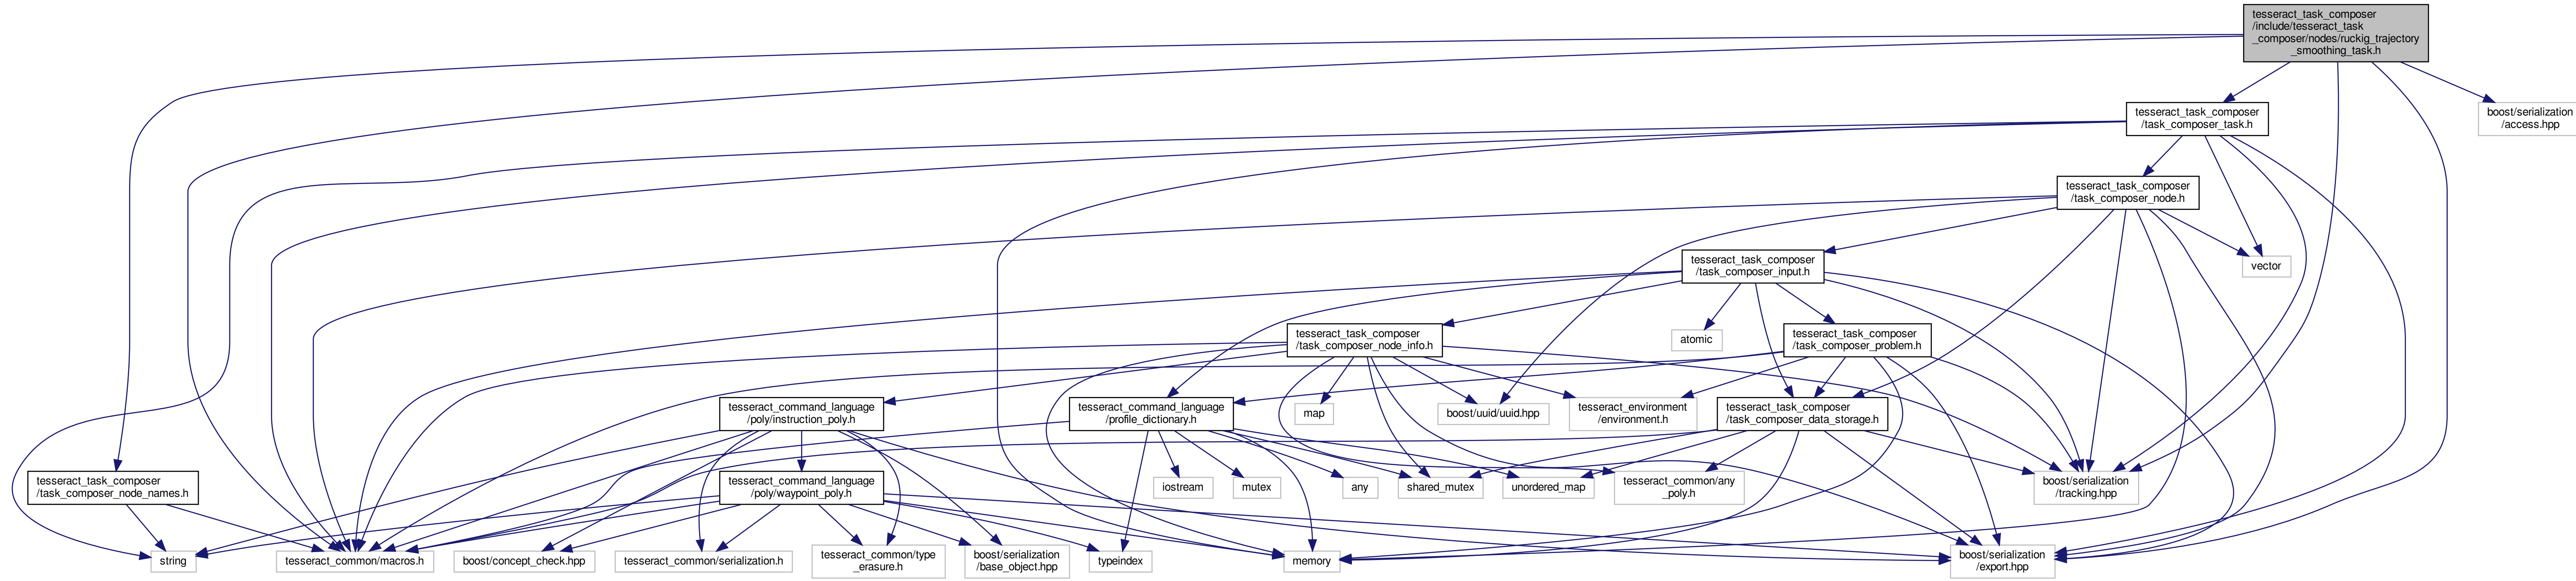 tesseract_task_composer
/include/tesseract_task
_composer/nodes/ruckig_trajectory
_smoothing_task.h
tesseract_task_composer
/task_composer_task.h
boost/serialization
/access.hpp
tesseract_task_composer
/task_composer_node.h
tesseract_task_composer
/task_composer_input.h
vector
tesseract_task_composer
/task_composer_node_info.h
atomic
tesseract_task_composer
/task_composer_problem.h
tesseract_command_language
/poly/instruction_poly.h
tesseract_command_language
/profile_dictionary.h
map
boost/uuid/uuid.hpp
tesseract_environment
/environment.h
tesseract_task_composer
/task_composer_data_storage.h
tesseract_task_composer
/task_composer_node_names.h
tesseract_command_language
/poly/waypoint_poly.h
iostream
mutex
any
shared_mutex
unordered_map
tesseract_common/any
_poly.h
boost/serialization
/tracking.hpp
string
tesseract_common/macros.h
boost/concept_check.hpp
tesseract_common/serialization.h
tesseract_common/type
_erasure.h
boost/serialization
/base_object.hpp
typeindex
memory
boost/serialization
/export.hpp